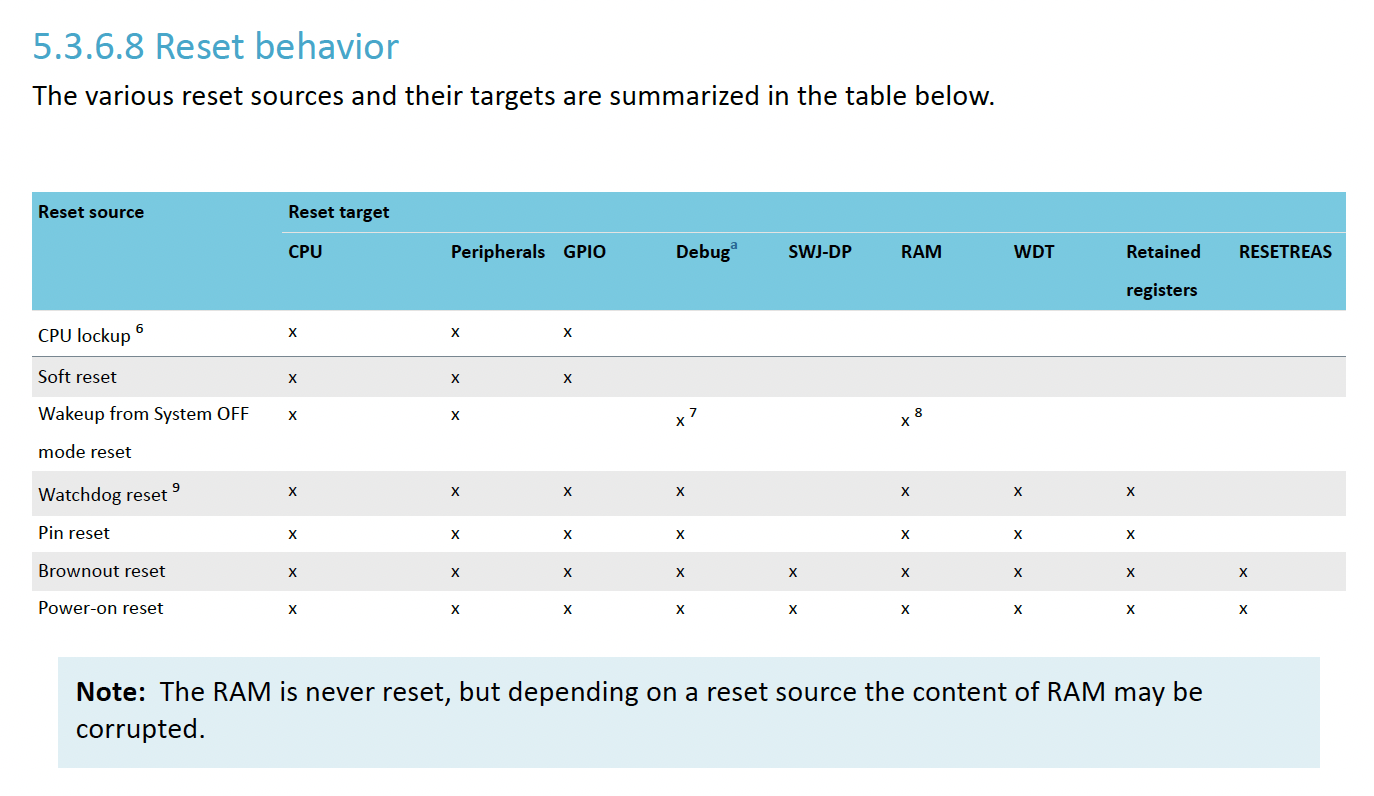 5.3.6.8 Reset behavior
The various reset sources and their targets are summarized in the table below.
Reset source Reset target
CPU Peripherals GPIO Debug a SWJ-DP RAM WDT Retained RESETREAS
registers
CPU lockup 6 x x x
Soft reset x x x
Wakeup from System OFF x x x 7 x 8
mode reset
Watchdog reset 9 x x x x x x x
Pin reset x x x x x x x
Brownout reset x x x x x x x x x
Power-on reset x x x x x x x x x
Note: The RAM is never reset, but depending on a reset source the content of RAM may be
corrupted.